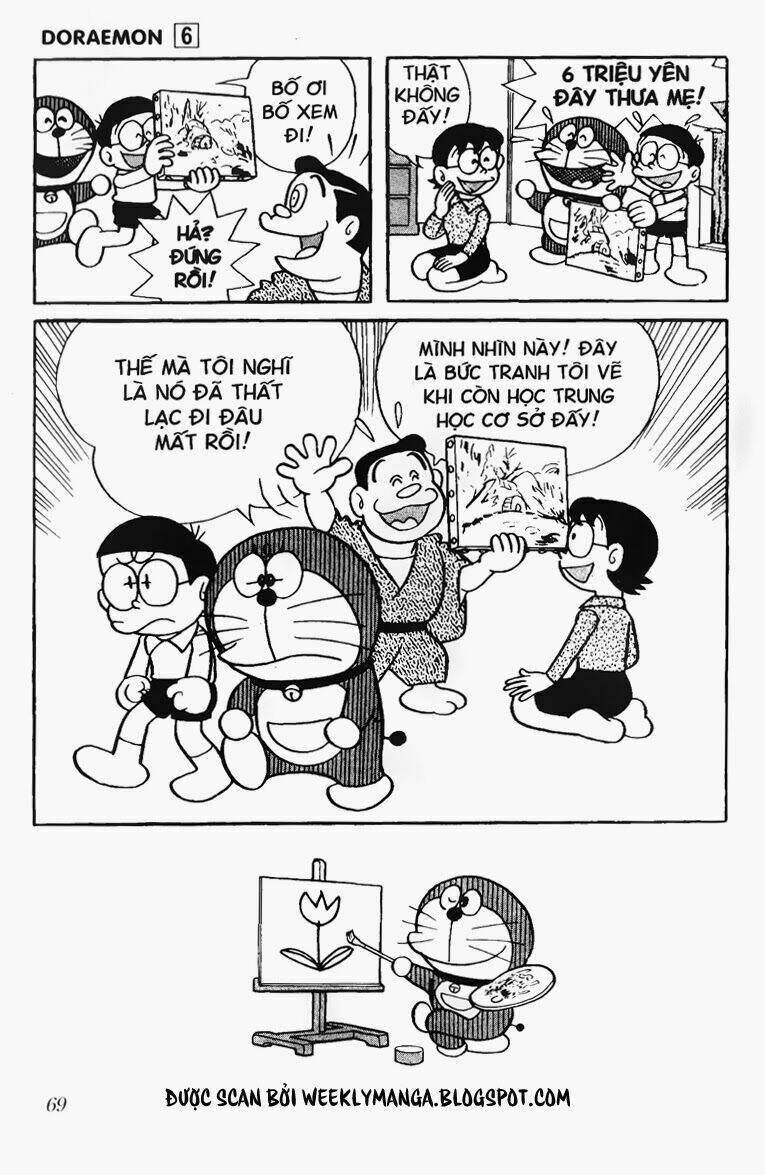 DORAEMON 6
BỐ ƠI
BỐ XEM
ĐI!
HẢ?
ĐÚNG
RỒI!
THẬT
KHÔNG
ĐẤY!
6 TRIỆU YÊN
ĐÂY THƯA MẸ!
THẾ MÀ TÔI NGHĨ
LÀ NÓ ĐÃ THẤT
LẠC ĐI ĐÂU
MẤT RỒI!
MÌNH NHÌN NÀY! ĐÂY
LÀ BỨC TRANH TÔI VẼ
KHI CÒN HỌC TRUNG
HỌC CƠ SỞ ĐẤY!
69
ĐƯỢC SCAN BỞI WEEKLYMANGA.BLOGSPOT.COM